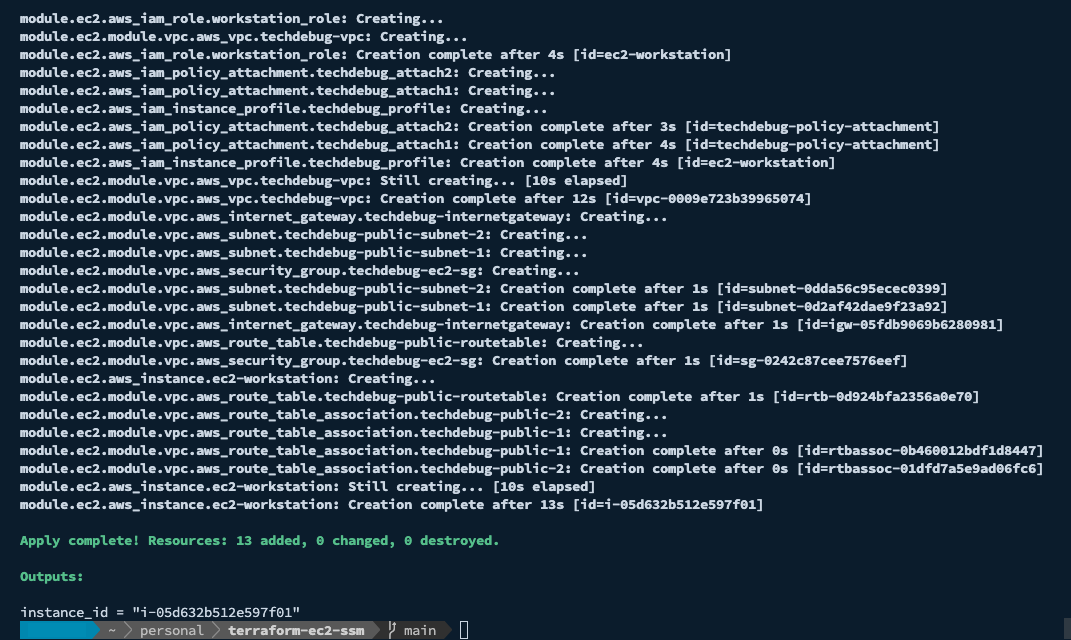 module.ec2.aws_iam_role.workstation_role: Creating...
module.ec2.module.vpc.aws_vpc.techdebug-vpc: Creating...
module.ec2.aws_iam_role.workstation_role: Creation complete after 4s [id=ec2-workstation]
module.ec2.aws_iam_policy_attachment.techdebug_attach2: Creating...
module.ec2.aws_iam_policy_attachment.techdebug_attach1: Creating...
module.ec2.aws_iam_instance_profile.techdebug_profile: Creating...
module.ec2.aws_iam_policy_attachment.techdebug_attach2: Creation complete after 3s [id=techdebug-policy-attachment]
module.ec2.aws_iam_policy_attachment.techdebug_attach1: Creation complete after 4s [id=techdebug-policy-attachment]
module.ec2.aws_iam_instance_profile.techdebug_profile: Creation complete after 4s [id=ec2-workstation]
module.ec2.module.vpc.aws_vpc.techdebug-vpc: Still creating... [10s elapsed]
module.ec2.module.vpc.aws_vpc.techdebug-vpc: Creation complete after 12s [id=vpc-0009e723b39965074]
module.ec2.module.vpc.aws_internet_gateway.techdebug-internetgateway: Creating...
module.ec2.module.vpc.aws_subnet.techdebug-public-subnet-2: Creating...
module.ec2.module.vpc.aws_subnet.techdebug-public-subnet-1: Creating...
module.ec2.module.vpc.aws_security_group.techdebug-ec2-sg: Creating...
module.ec2.module.vpc.aws_subnet.techdebug-public-subnet-2: Creation complete after 1s [id=subnet-0dda56c95ecec0399]
module.ec2.module.vpc.aws_subnet.techdebug-public-subnet-1: Creation complete after 1s [id=subnet-0d2af42dae9f23a92]
module.ec2.module.vpc.aws_internet_gateway.techdebug-internetgateway: Creation complete after 1s [id=igw-05fdb9069b6280981]
module.ec2.module.vpc.aws_route_table.techdebug-public-routetable: Creating...
module.ec2.module.vpc.aws_security_group.techdebug-ec2-sg: Creation complete after 1s [id=sg-0242c87cee7576eef]
module.ec2.aws_instance.ec2-workstation: Creating...
module.ec2.module.vpc.aws_route_table.techdebug-public-routetable: Creation complete after 1s [id=rtb-0d924bfa2356a0e70]
module.ec2.module.vpc.aws_route_table_association.techdebug-public-2: Creating...
module.ec2.module.vpc.aws_route_table_association.techdebug-public-1: Creating...
module.ec2.module.vpc.aws_route_table_association.techdebug-public-1: Creation complete after 0s [id=rtbassoc-0b460012bdf1d8447]
module.ec2.module.vpc.aws_route_table_association.techdebug-public-2: Creation complete after 0s [id=rtbassoc-01dfd7a5e9ad06fc6]
module.ec2.aws_instance.ec2-workstation: Still creating... [10s elapsed]
module.ec2.aws_instance.ec2-workstation: Creation complete after 13s [id=i-05d632b512e597f01]
Apply complete! Resources: 13 added, 0 changed, 0 destroyed.
Outputs:
instance_id = "i-05d632b512e597f01"
~ personal terraform-ec2-ssm main